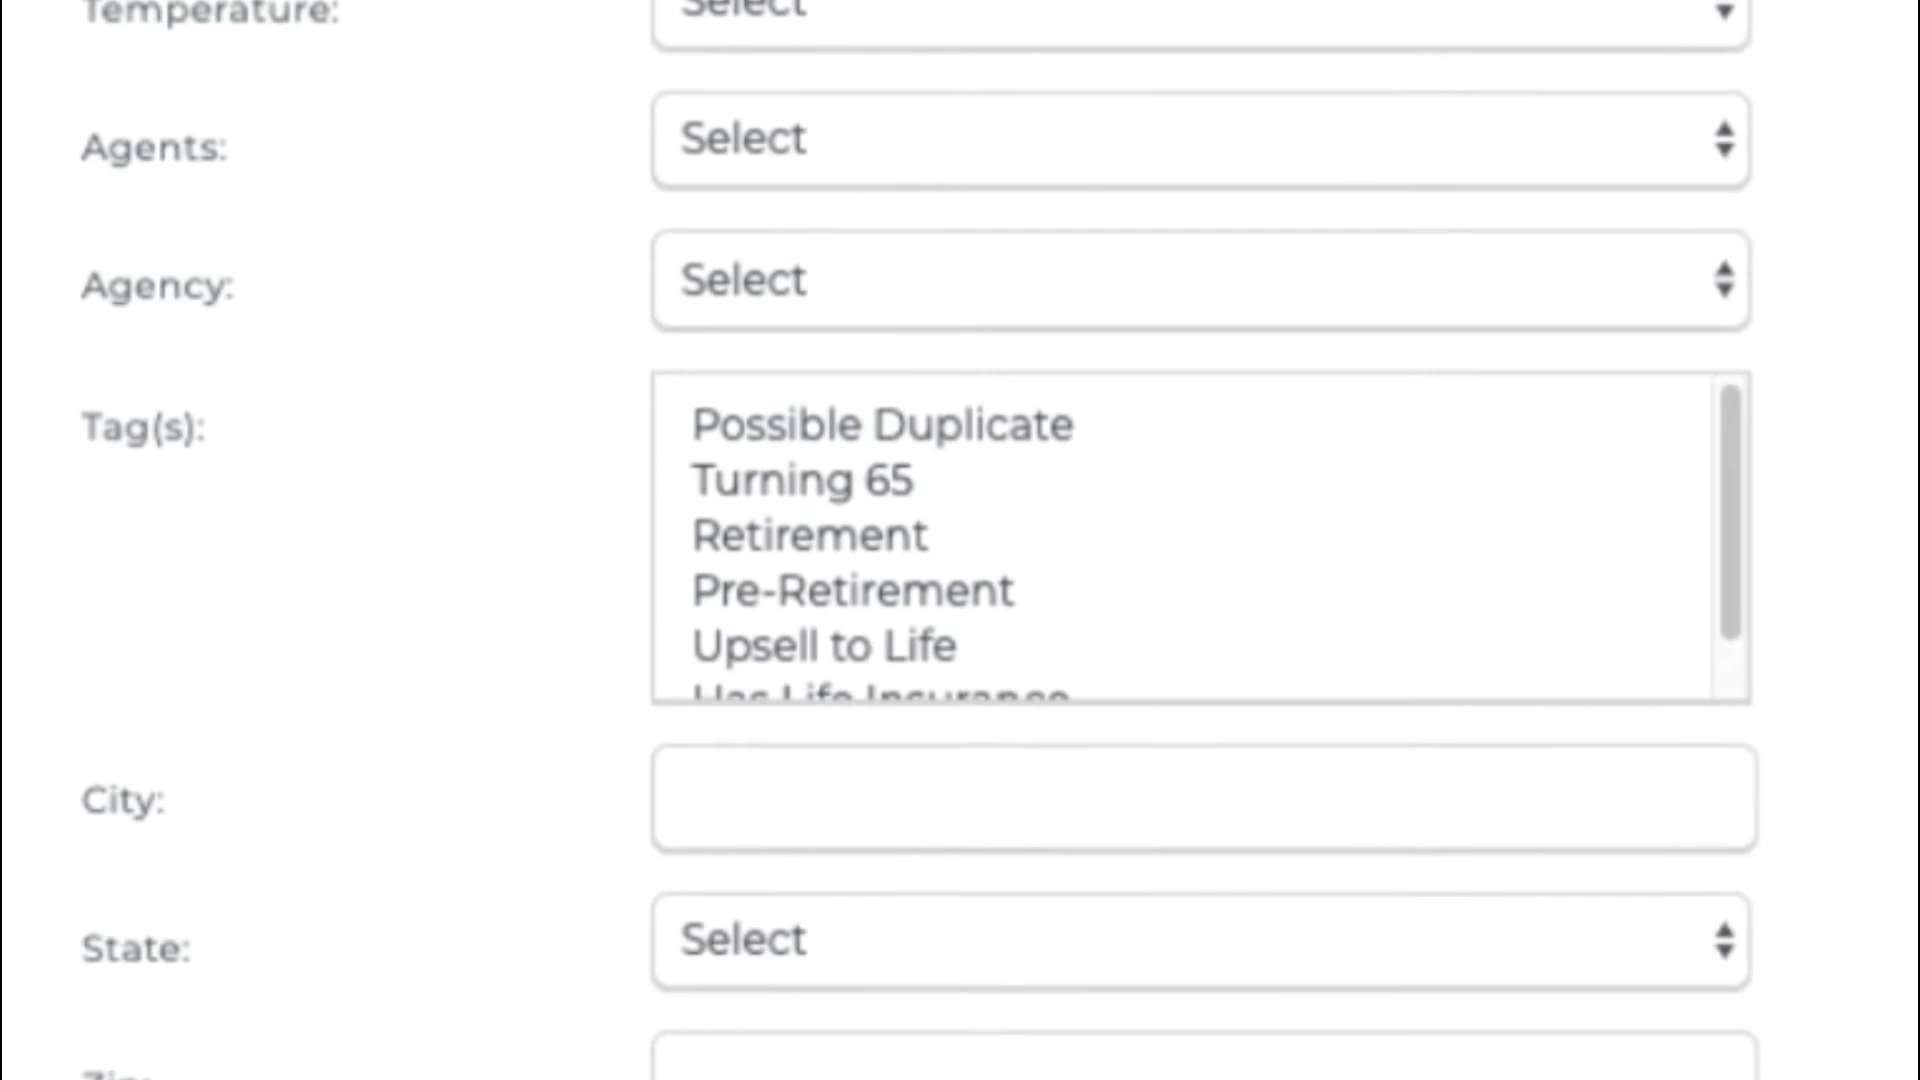 Temperature:
Select
Agents:
Select
Agency:
Select
Tag(s):
Possible Duplicate
Turning 65
Retirement
Pre-Retirement
Upsell to Life
Has Life Insurance
City:
State:
Select
Zip: